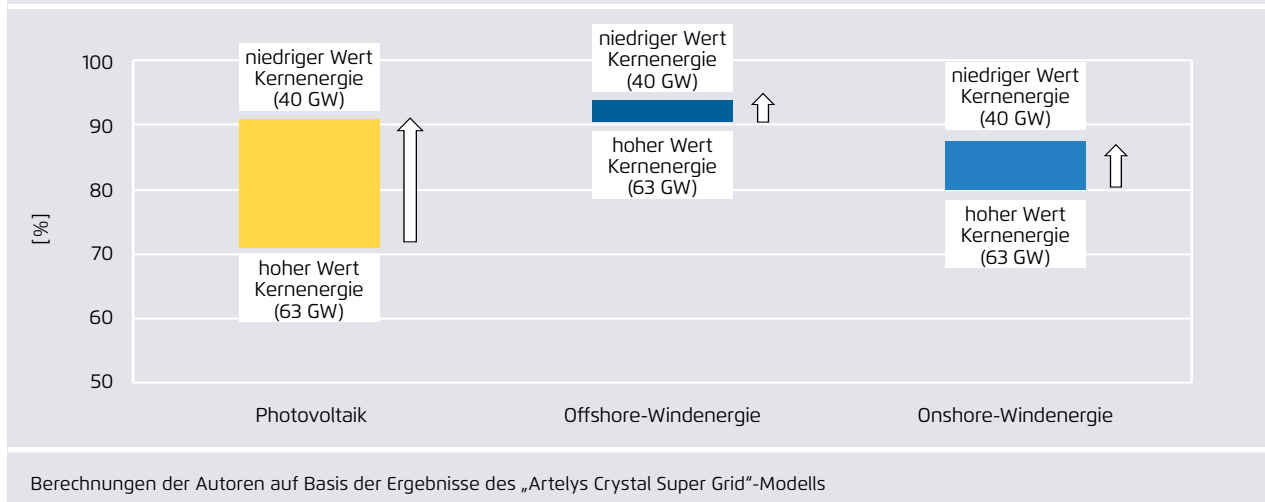 niedriger Wert
Kernenergie
(40 GW)
niedriger Wert
Kernenergie
(40 GW)
niedriger Wert
Kernenergie
(40 GW)
hoher Wert
Kernenergie
(63 GW)
hoher Wert
Kernenergie
(63 GW)
hoher Wert
Kernenergie
(63 GW)
[%]
100
90
80
70
60
50
Photovoltaik
Offshore-Windenergie
Onshore-Windenergie
Berechnungen der Autoren auf Basis der Ergebnisse des „Artelys Crystal Super Grid"-Modells